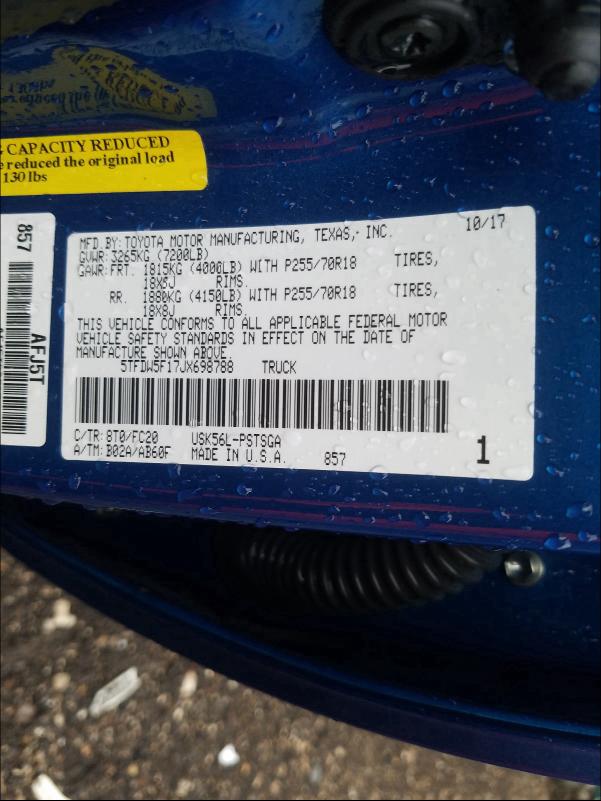 G CAPACITY REDUCED
e reduced the original load
130 lbs
857
AFJ5T
MFD.BY:TOYOTA MOTOR MANUFACTURING, TEXAS, INC. 10/17
GVWR:3265KG (7200LB)
GAWR:FRT. 1815KG (4000LB) WITH P255/70R18 TIRES,
18X8J RIMS.
RR. 1880KG (4150LB) WITH P255/70R18 TIRES,
18X8J RIMS.
THIS VEHICLE CONFORMS TO ALL APPLICABLE FEDERAL MOTOR
VEHICLE SAFETY STANDARDS IN EFFECT ON THE DATE OF
MANUFACTURE SHOWN ABOVE.
5TFDW5F17JX698788 TRUCK
C/TR:8T0/FC20 USK56L-PSTSGA
A/TM:B02A/AB60F MADE IN U.S.A. 857 1